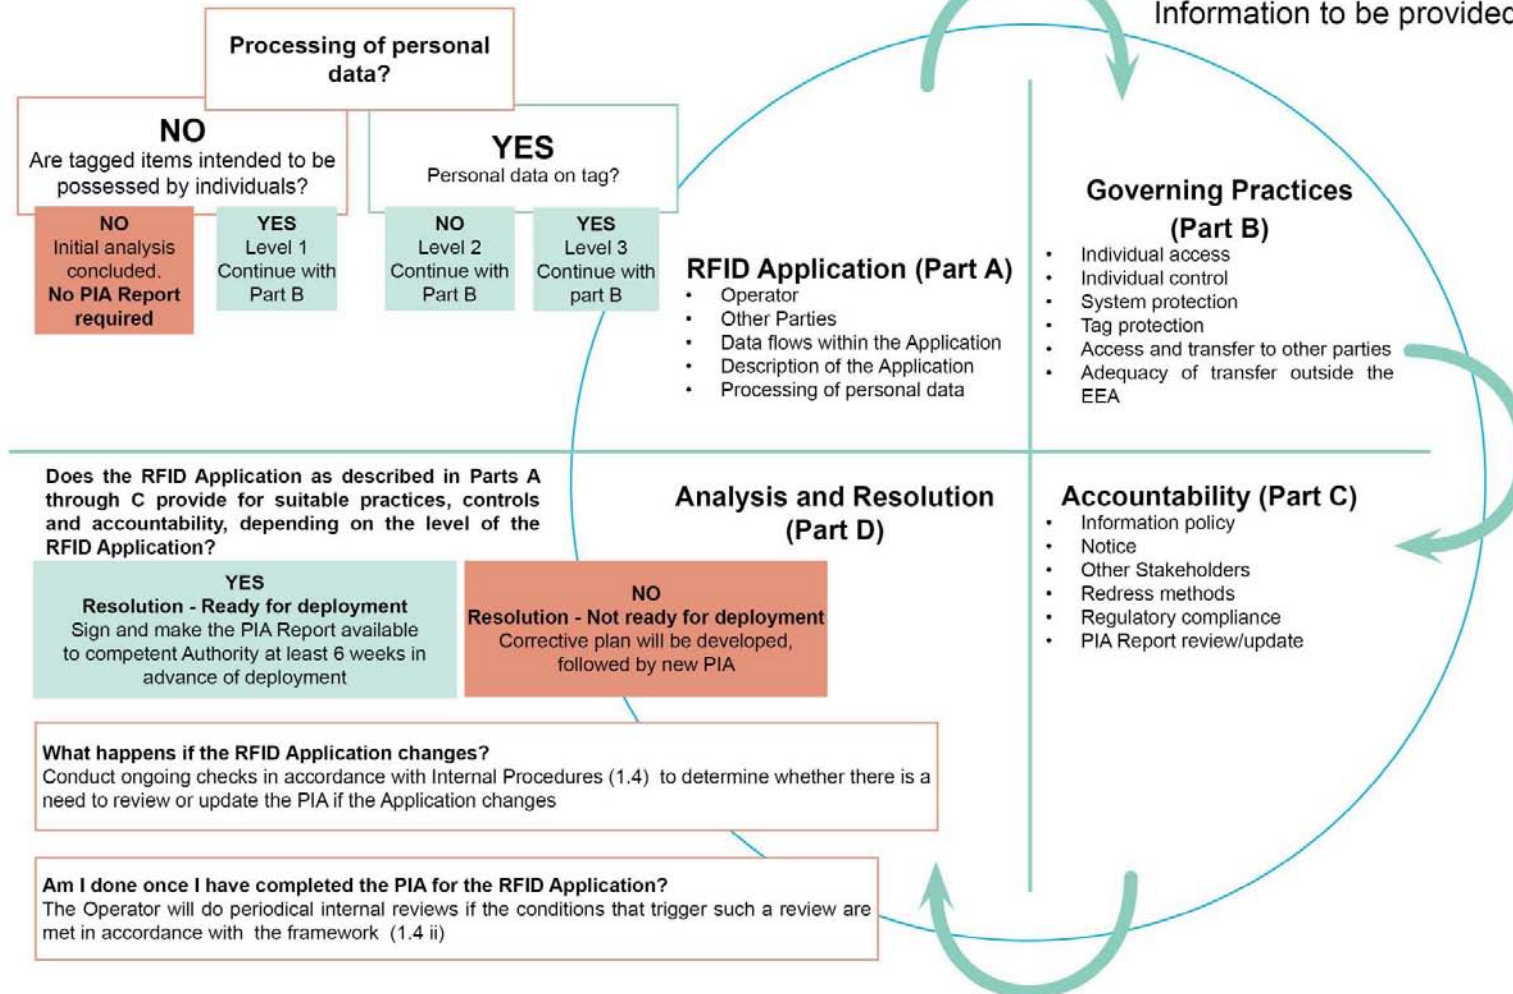 Information to be provided
Processing of personal
data?
NO
Are tagged items intended to be
possessed by individuals?
YES
Personal data on tag?
NO
Initial analysis
concluded.
No PIA Report
required
YES
Level 1
Continue with
Part B
NO
Level 2
Continue with
Part B
YES
Level 3
Continue with
part B
RFID Application (Part A)
• Operator
• Other Parties
• Data flows within the Application
• Description of the Application
• Processing of personal data
Governing Practices
(Part B)
• Individual access
• Individual control
• System protection
• Tag protection
• Access and transfer to other parties
• Adequacy of transfer outside the
EEA
Does the RFID Application as described in Parts A
through C provide for suitable practices, controls
and accountability, depending on the level of the
RFID Application?
YES
Resolution - Ready for deployment
Sign and make the PIA Report available
to competent Authority at least 6 weeks in
advance of deployment
NO
Resolution - Not ready for deployment
Corrective plan will be developed,
followed by new PIA
Analysis and Resolution
(Part D)
Accountability (Part C)
• Information policy
• Notice
• Other Stakeholders
• Redress methods
• Regulatory compliance
• PIA Report review/update
What happens if the RFID Application changes?
Conduct ongoing checks in accordance with Internal Procedures (1.4) to determine whether there is a
need to review or update the PIA if the Application changes
Am I done once I have completed the PIA for the RFID Application?
The Operator will do periodical internal reviews if the conditions that trigger such a review are
met in accordance with the framework (1.4 ii)